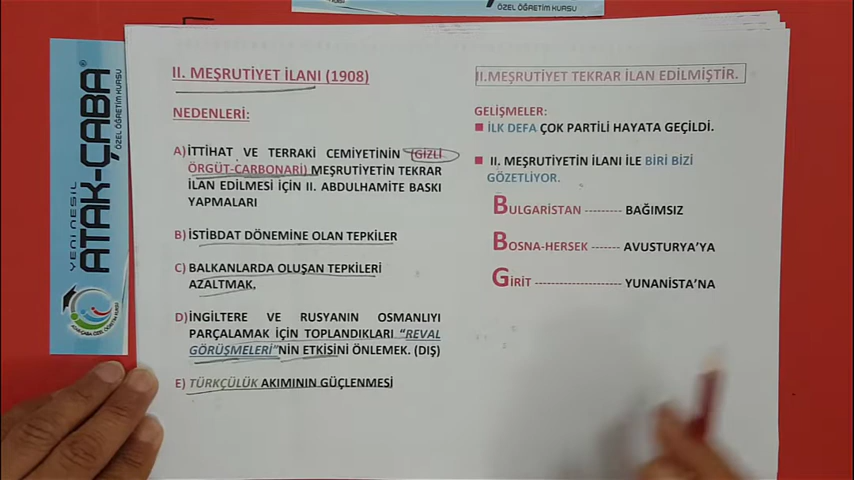 ÖZEL ÖĞRETİM KURSU
YENİ NESİL
ATAK-ÇABA
ÖZEL ÖĞRETİM KURSU
II. MEŞRUTİYET İLANI (1908)
NEDENLERİ:
A) İTTİHAT VE TERRAKİ CEMİYETİNİN (GİZLİ
ÖRGÜT-CARBONARİ) MEŞRUTİYETİN TEKRAR
İLAN EDİLMESİ İÇİN II. ABDULHAMİTE BASKI
YAPMALARI
B) İSTİBDAT DÖNEMİNE OLAN TEPKİLER
C) BALKANLARDA OLUŞAN TEPKİLERİ
AZALTMAK.
D) İNGİLTERE VE RUSYANIN OSMANLIYI
PARÇALAMAK İÇİN TOPLANDIKLARI "REVAL
GÖRÜŞMELERİ"NİN ETKİSİNİ ÖNLEMEK. (DIŞ)
E) TÜRKÇÜLÜK AKIMININ GÜÇLENMESİ
II.MEŞRUTİYET TEKRAR İLAN EDİLMİŞTİR.
GELİŞMELER:
İLK DEFA ÇOK PARTİLİ HAYATA GEÇİLDİ.
II. MEŞRUTİYETİN İLANI İLE BİRİ BİZİ
GÖZETLİYOR.
BULGARİSTAN --------- BAĞIMSIZ
BOSNA-HERSEK ------- AVUSTURYA'YA
GİRİT --------------------- YUNANİSTA'NA